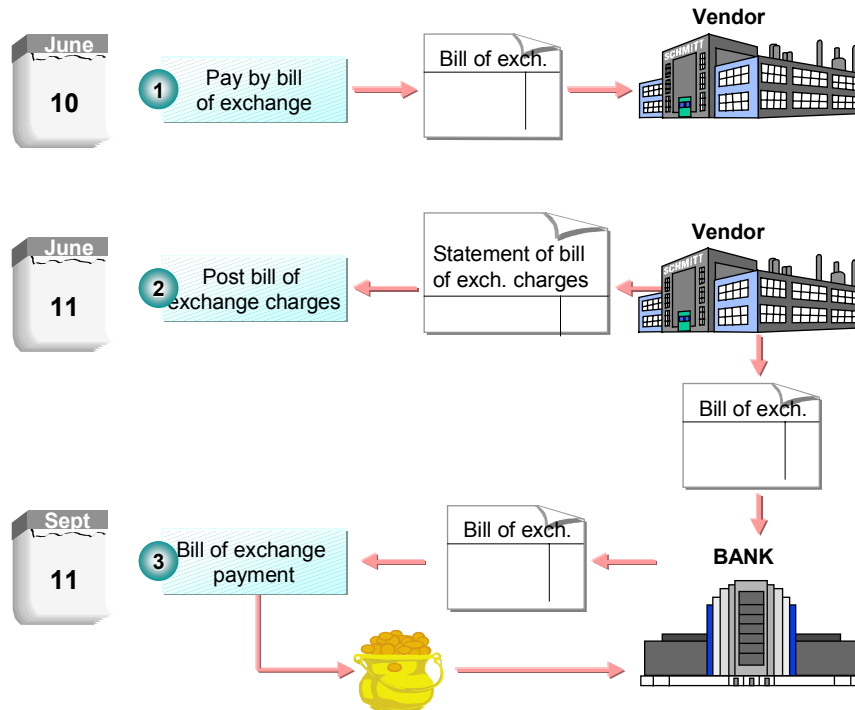 June
10
1
Pay by bill
of exchange
Bill of exch.
Vendor
SCHMITT
June
11
2
Post bill of
exchange charges
Statement of bill
of exch. charges
Vendor
SCHMITT
Bill of exch.
Sept
11
3
Bill of exchange
payment
Bill of exch.
BANK